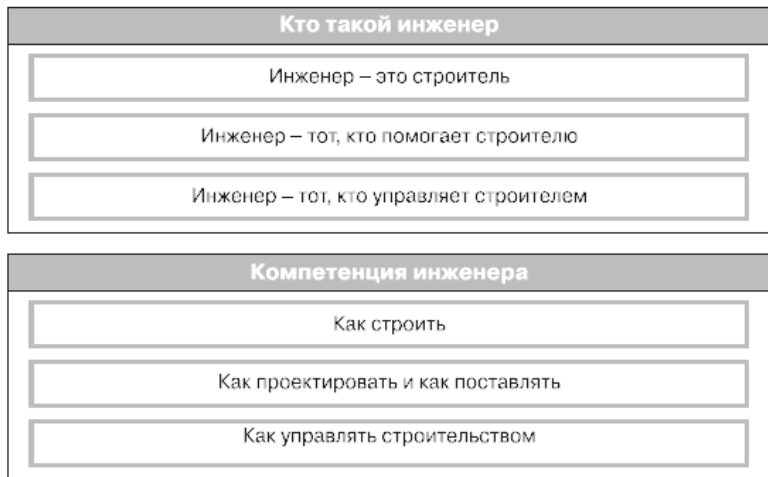 Кто такой инженер
Инженер – это строитель
Инженер – тот, кто помогает строителю
Инженер – тот, кто управляет строителем
Компетенция инженера
Как строить
Как проектировать и как поставлять
Как управлять строительством